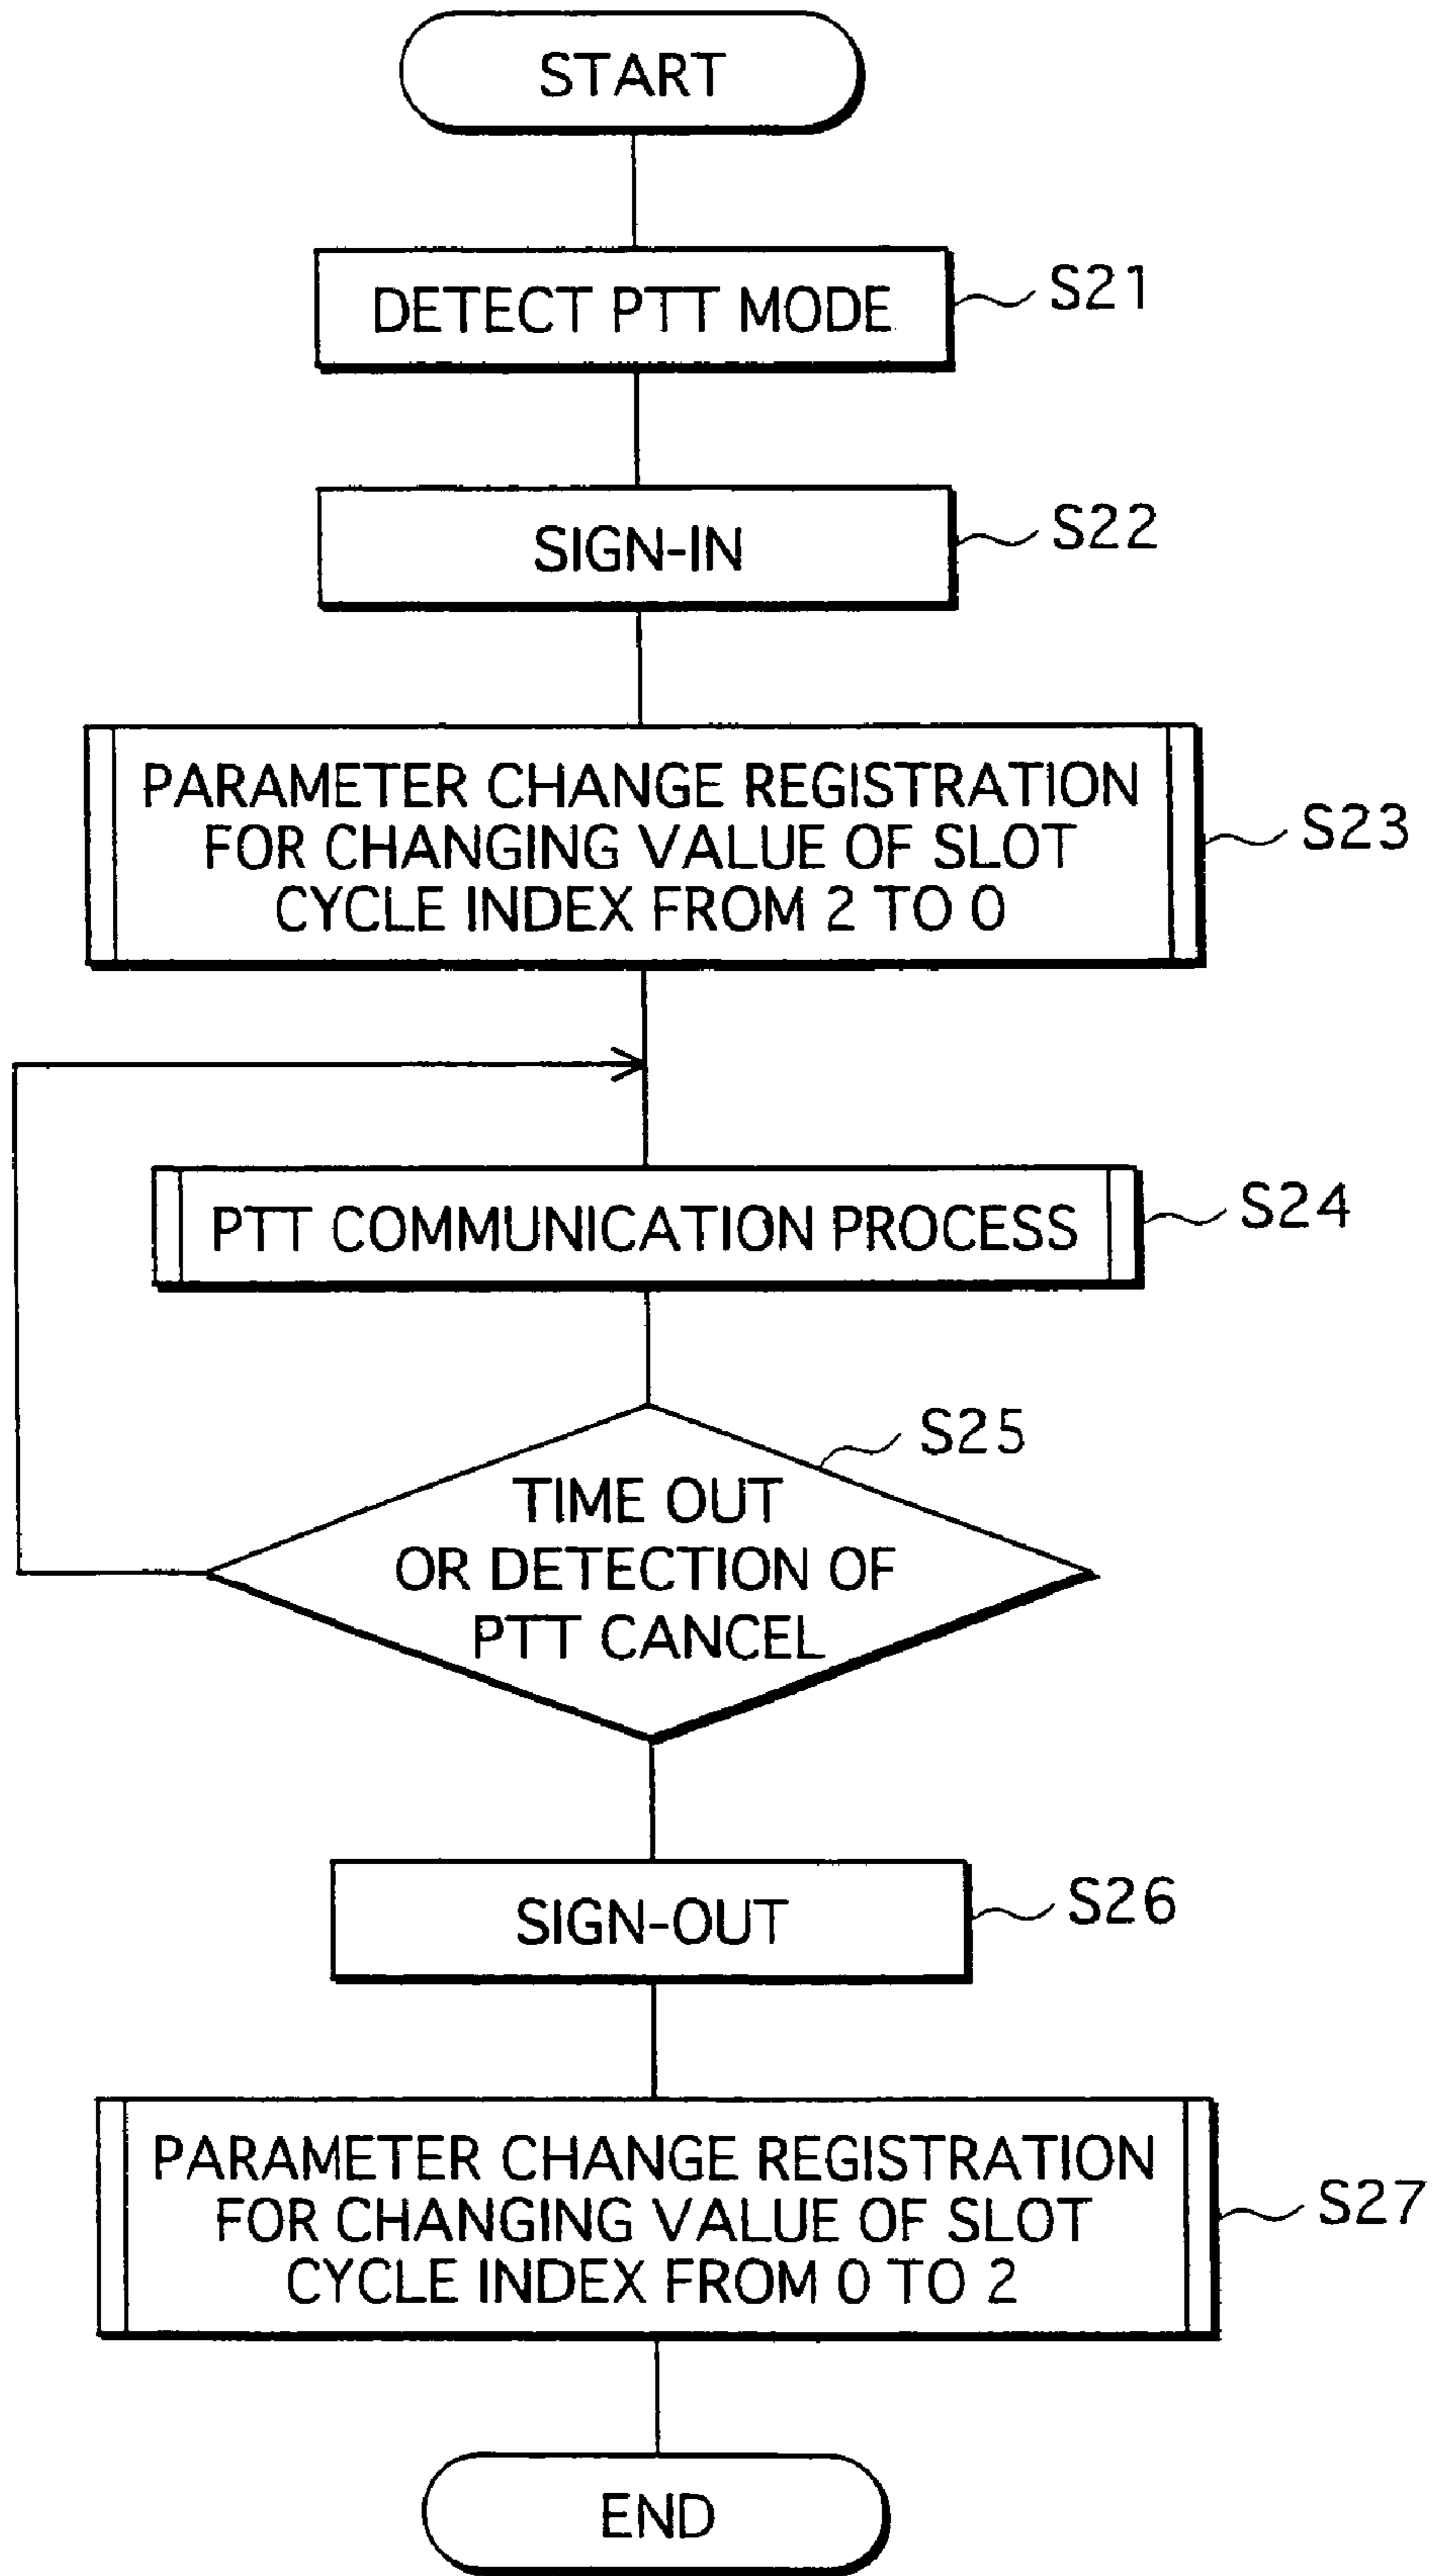 START
DETECT PTT MODE
S21
SIGN-IN
S22
PARAMETER CHANGE REGISTRATION
FOR CHANGING VALUE OF SLOT
CYCLE INDEX FROM 2 TO 0
S23
PTT COMMUNICATION PROCESS
S24
S25
TIME OUT
OR DETECTION OF
PTT CANCEL
SIGN-OUT
S26
PARAMETER CHANGE REGISTRATION
FOR CHANGING VALUE OF SLOT
CYCLE INDEX FROM 0 TO 2
S27
END